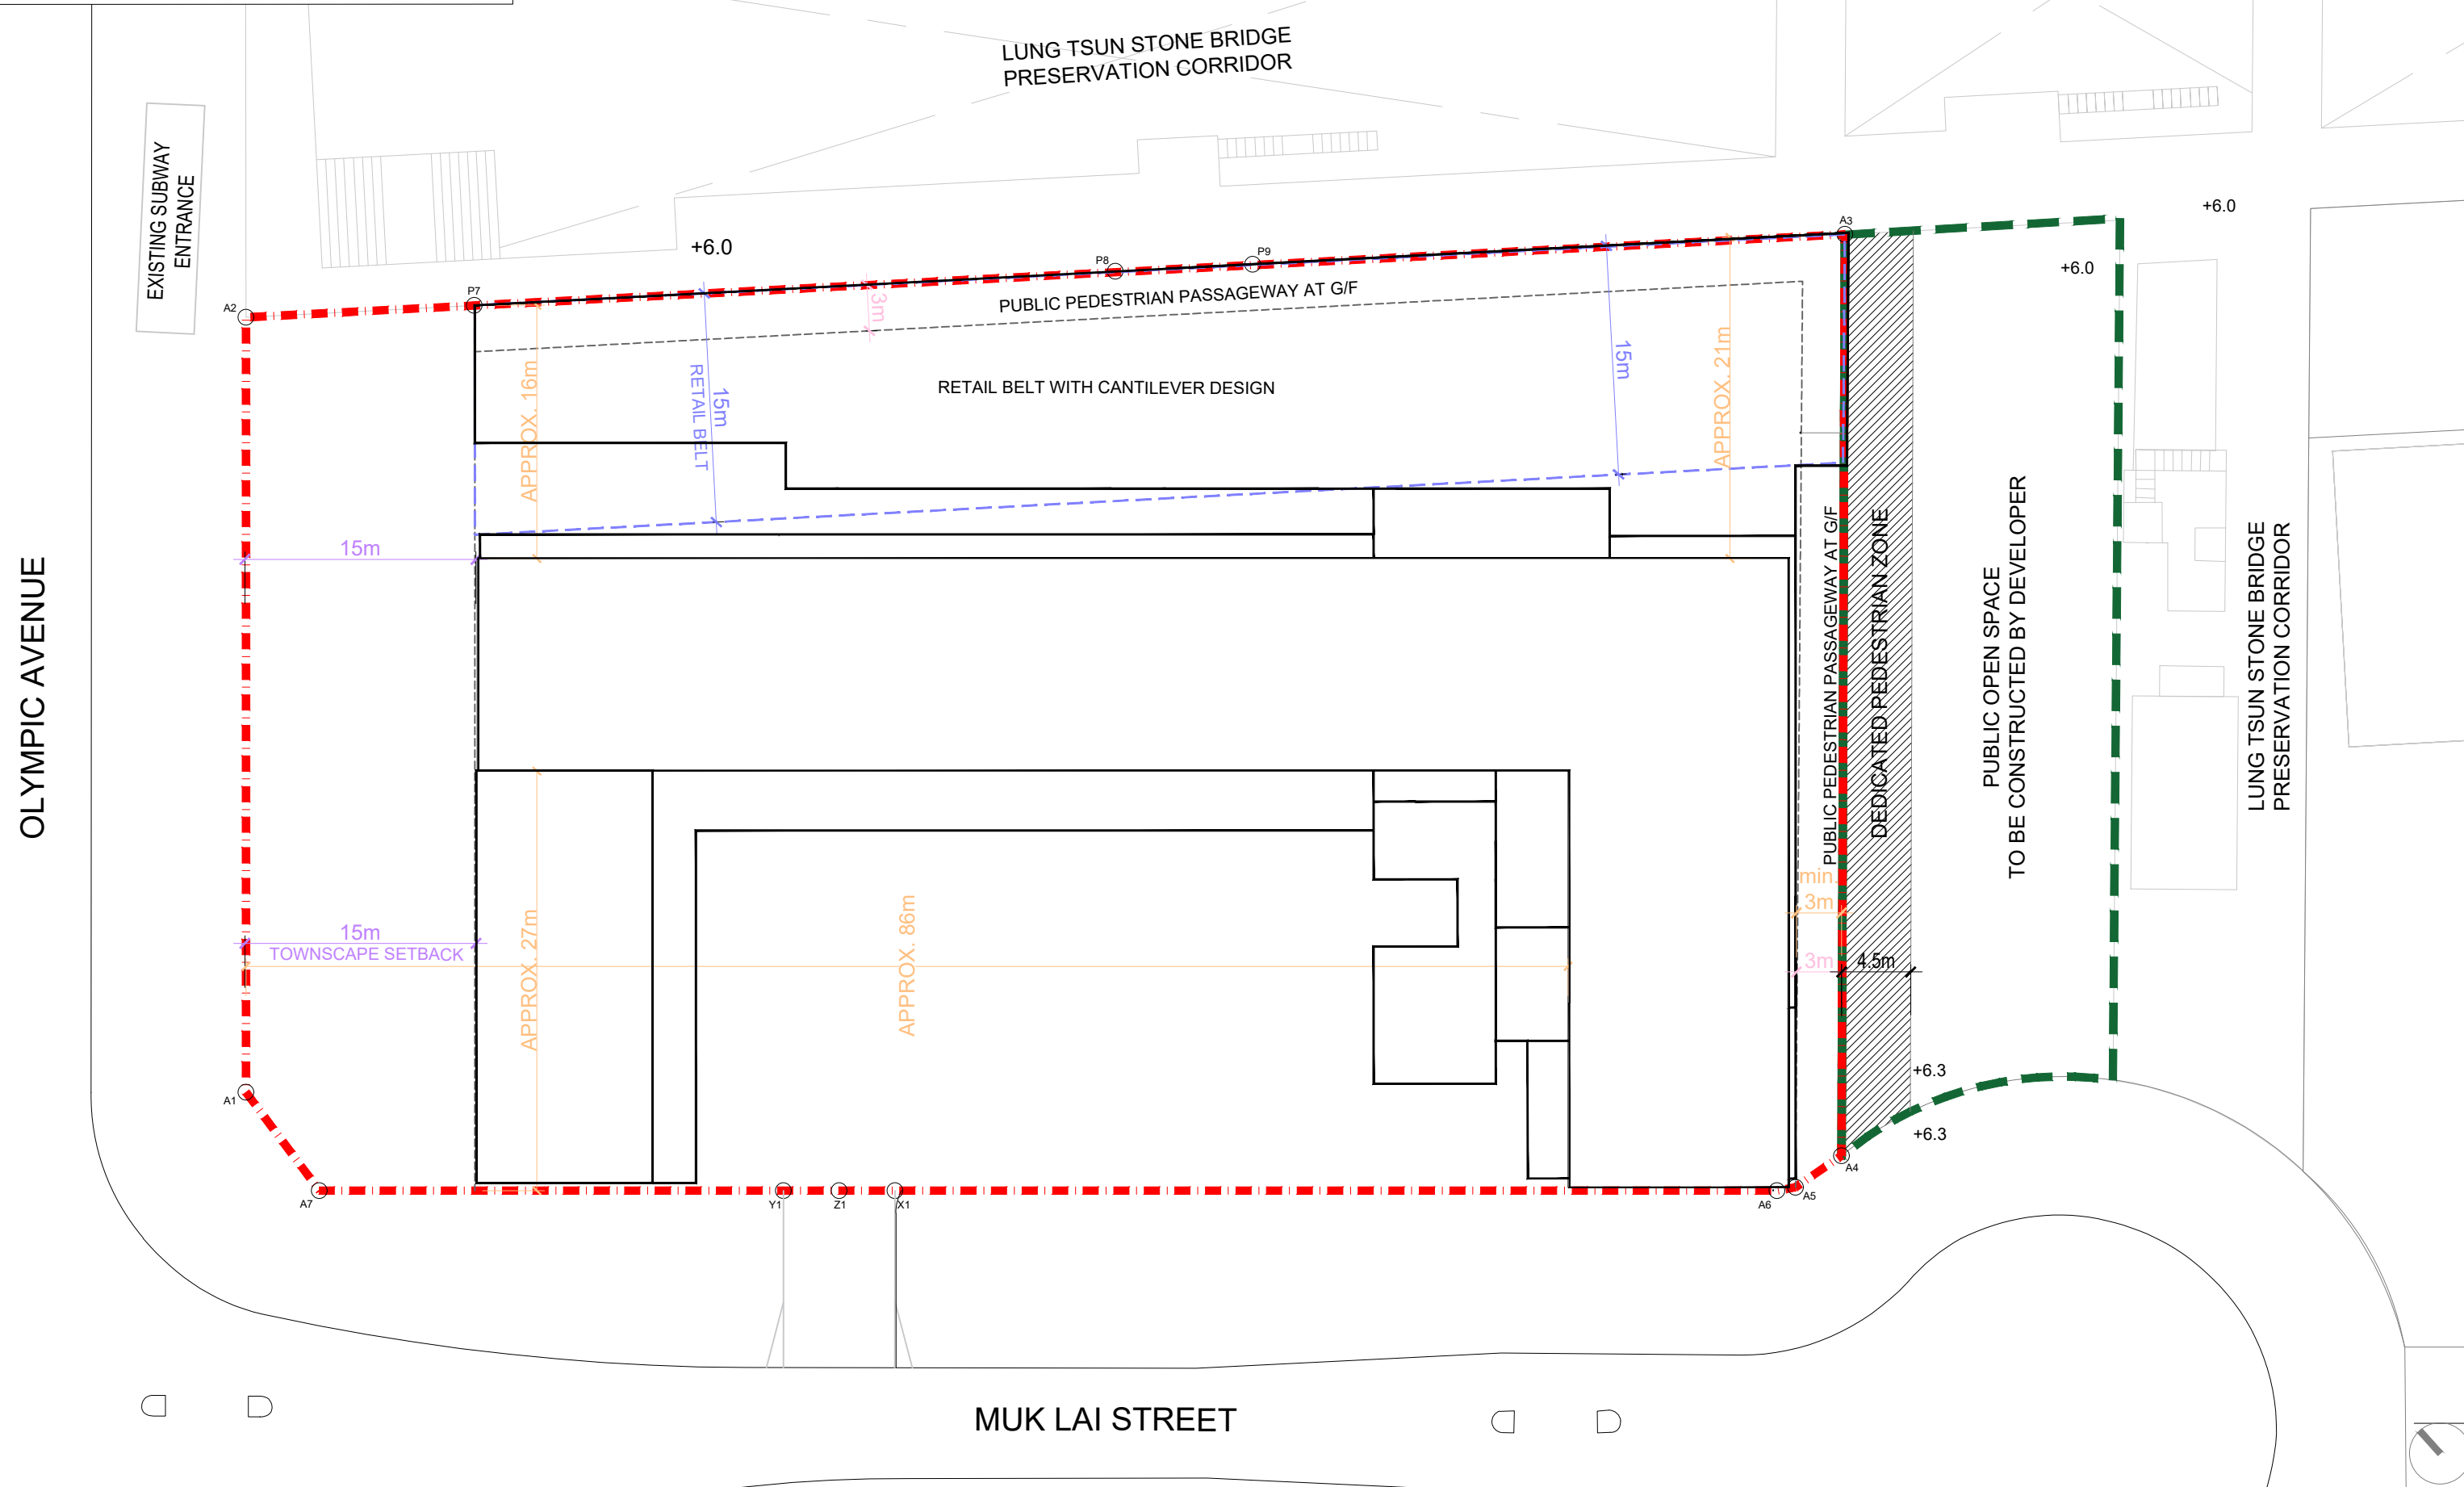 LUNG TSUN STONE BRIDGE
PRESERVATION CORRIDOR
EXISTING SUBWAY
ENTRANCE
+6.0
+6.0
+6.0
A2
P7
P8
P9
A3
3m
PUBLIC PEDESTRIAN PASSAGEWAY AT G/F
RETAIL BELT WITH CANTILEVER DESIGN
APPROX. 16m
15m
RETAIL BELT
15m
APPROX. 21m
15m
OLYMPIC AVENUE
PUBLIC PEDESTRIAN PASSAGEWAY AT G/F
DEDICATED PEDESTRIAN ZONE
PUBLIC OPEN SPACE
TO BE CONSTRUCTED BY DEVELOPER
LUNG TSUN STONE BRIDGE
PRESERVATION CORRIDOR
15m
TOWNSCAPE SETBACK
APPROX. 27m
APPROX. 86m
min.
3m
3m
4.5m
+6.3
+6.3
A1
A7
Y1
Z1
X1
A6
A5
A4
MUK LAI STREET